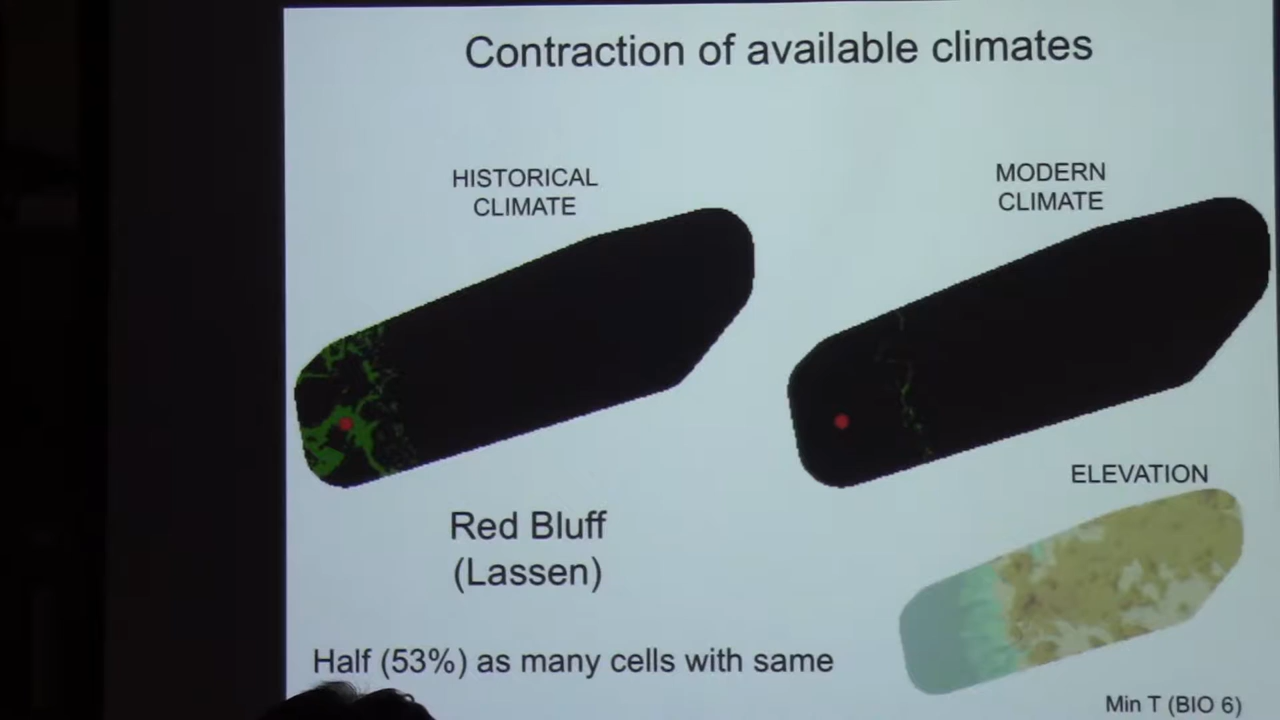 Contraction of available climates
HISTORICAL
CLIMATE
MODERN
CLIMATE
ELEVATION
Red Bluff
(Lassen)
Half (53%) as many cells with same
Min T (BIO 6)